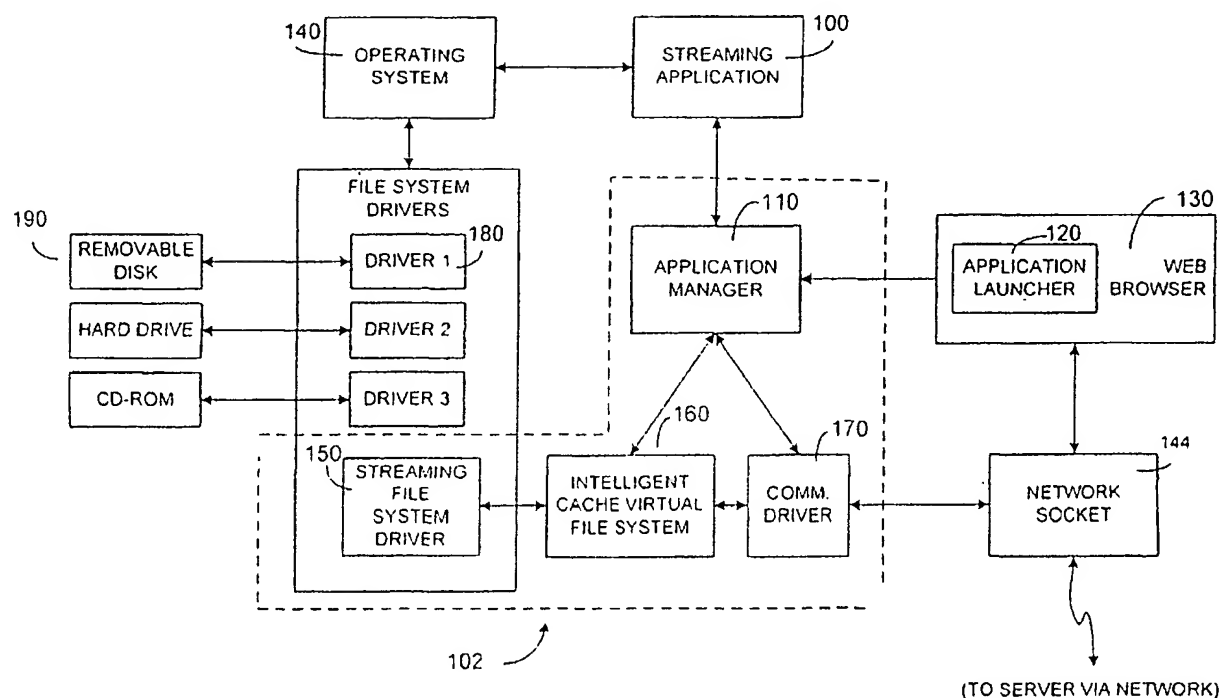 140
OPERATING
SYSTEM
100
STREAMING
APPLICATION
FILE SYSTEM
DRIVERS
190
REMOVABLE
DISK
DRIVER 1
180
HARD DRIVE
DRIVER 2
CD-ROM
DRIVER 3
110
APPLICATION
MANAGER
130
120
APPLICATION
LAUNCHER
WEB
BROWSER
150
STREAMING
FILE
SYSTEM
DRIVER
160
INTELLIGENT
CACHE VIRTUAL
FILE SYSTEM
170
COMM.
DRIVER
144
NETWORK
SOCKET
102
(TO SERVER VIA NETWORK)